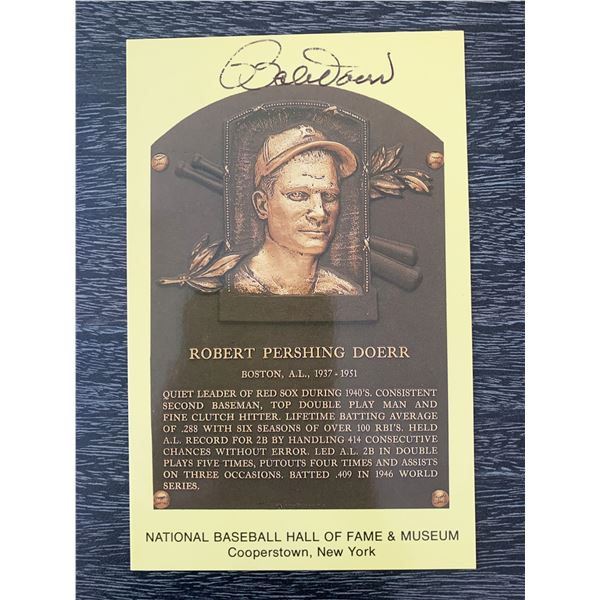 Bob Doerr
B
ROBERT PERSHING DOERR
BOSTON, A.L., 1937 - 1951
QUIET LEADER OF RED SOX DURING 1940'S. CONSISTENT
SECOND BASEMAN, TOP DOUBLE PLAY MAN AND
FINE CLUTCH HITTER. LIFETIME BATTING AVERAGE
OF .288 WITH SIX SEASONS OF OVER 100 RBI'S. HELD
A.L. RECORD FOR 2B BY HANDLING 414 CONSECUTIVE
CHANCES WITHOUT ERROR. LED A.L. 2B IN DOUBLE
PLAYS FIVE TIMES, PUTOUTS FOUR TIMES AND ASSISTS
ON THREE OCCASIONS. BATTED .409 IN 1946 WORLD
SERIES.
NATIONAL BASEBALL HALL OF FAME & MUSEUM
Cooperstown, New York